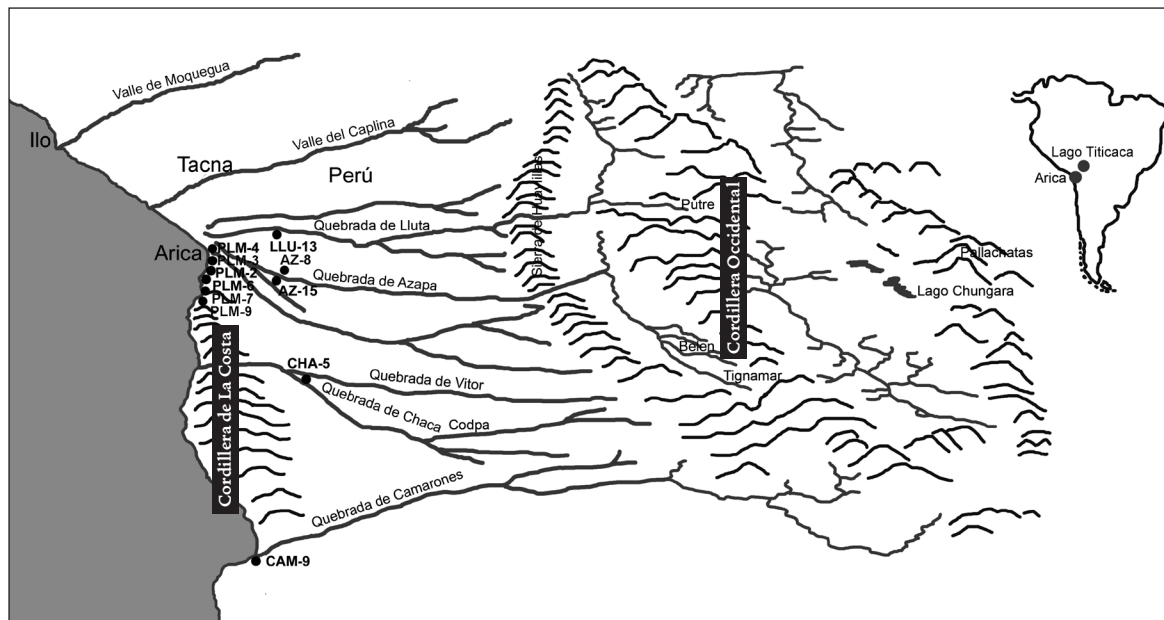 Valle de Moquegua
Ilo
Valle del Caplina
Tacna
Perú
Lago Titicaca
Arica
Sierra de Huaylillas
Putre
Quebrada de Lluta
LLU-13
Arica
PLM-4
PLM-3
AZ-8
PLM-2
Quebrada de Azapa
PLM-6
AZ-15
PLM-7
PLM-9
Cordillera Occidental
Pallachatas
Lago Chungara
Belen
Tignamar
Cordillera de La Costa
CHA-5
Quebrada de Vitor
Quebrada de Chaca
Codpa
Quebrada de Camarones
CAM-9